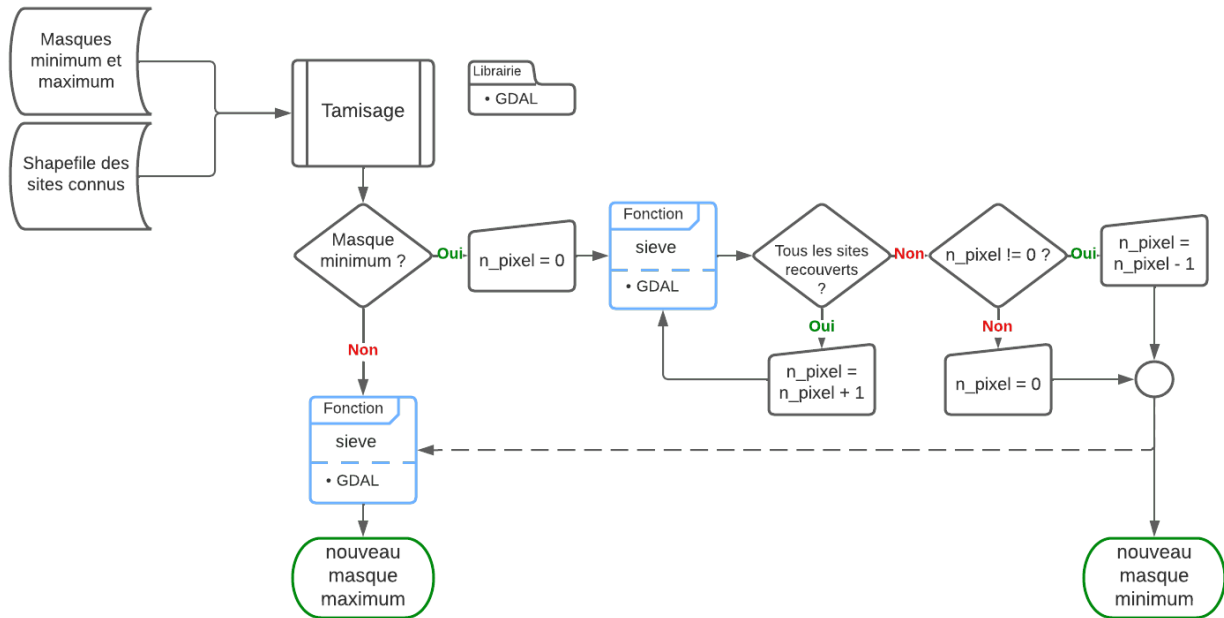 Masques
minimum et
maximum
Shapefile des
sites connus
Tamisage
Librairie
• GDAL
Masque
minimum ?
Oui
n_pixel = 0
Fonction
sieve
• GDAL
Tous les sites
recouverts
?
Non
n_pixel != 0 ?
Oui
n_pixel =
n_pixel - 1
Oui
n_pixel =
n_pixel + 1
Non
n_pixel = 0
Non
Fonction
sieve
• GDAL
nouveau
masque
maximum
nouveau
masque
minimum